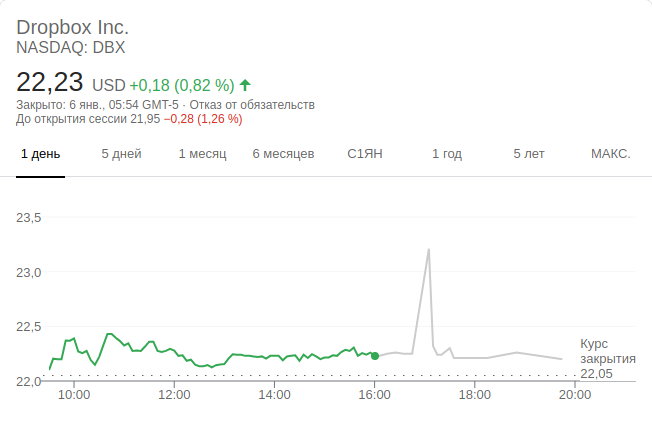 Dropbox Inc.
NASDAQ: DBX
22,23 USD +0,18 (0,82 %)
Закрыто: 6 янв., 05:54 GMT-5 · Отказ от обязательств
До открытия сессии 21,95 −0,28 (1,26 %)
1 день 5 дней 1 месяц 6 месяцев С1ЯН 1 год 5 лет МАКС.
23,5
23,0
22,5
22,0
Курс
закрытия
22,05
10:00 12:00 14:00 16:00 18:00 20:00